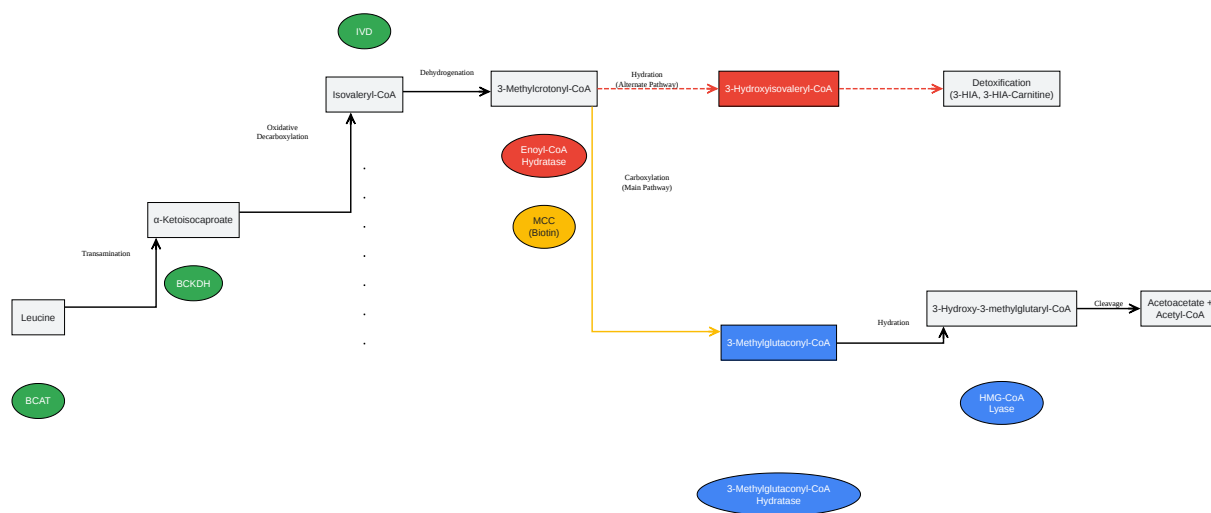 IVD
Dehydrogenation
Isovaleryl-CoA
3-Methylcrotonyl-CoA
Hydration
(Alternate Pathway)
3-Hydroxyisovaleryl-CoA
Detoxification
(3-HIA, 3-HIA-Carnitine)
Oxidative
Decarboxylation
Enoyl-CoA
Hydratase
Carboxylation
(Main Pathway)
α-Ketoisocaproate
MCC
(Biotin)
Transamination
BCKDH
Leucine
3-Hydroxy-3-methylglutaryl-CoA
Cleavage
Acetoacetate +
Acetyl-CoA
Hydration
3-Methylglutaconyl-CoA
BCAT
HMG-CoA
Lyase
3-Methylglutaconyl-CoA
Hydratase